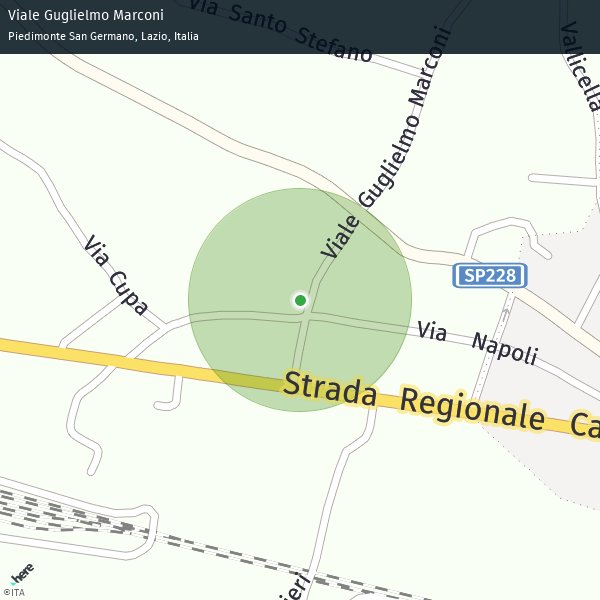 Viale Guglielmo Marconi
Piedimonte San Germano, Lazio, Italia
Via Santo Stefano
Viale Guglielmo Marconi
Vallicella
Via Cupa
SP228
Via Napoli
Strada Regionale Ca
ieri
here
©ITA